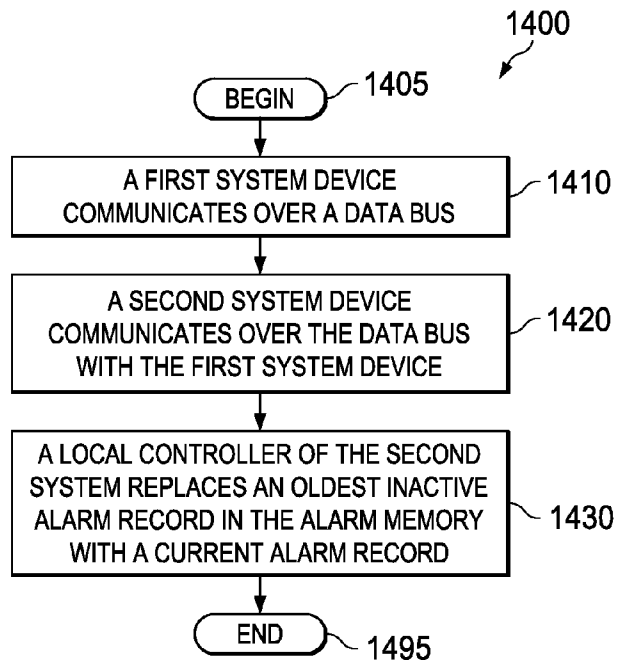 1400
BEGIN
1405
A FIRST SYSTEM DEVICE
COMMUNICATES OVER A DATA BUS
1410
A SECOND SYSTEM DEVICE
COMMUNICATES OVER THE DATA BUS
WITH THE FIRST SYSTEM DEVICE
1420
A LOCAL CONTROLLER OF THE SECOND
SYSTEM REPLACES AN OLDEST INACTIVE
ALARM RECORD IN THE ALARM MEMORY
WITH A CURRENT ALARM RECORD
1430
END
1495